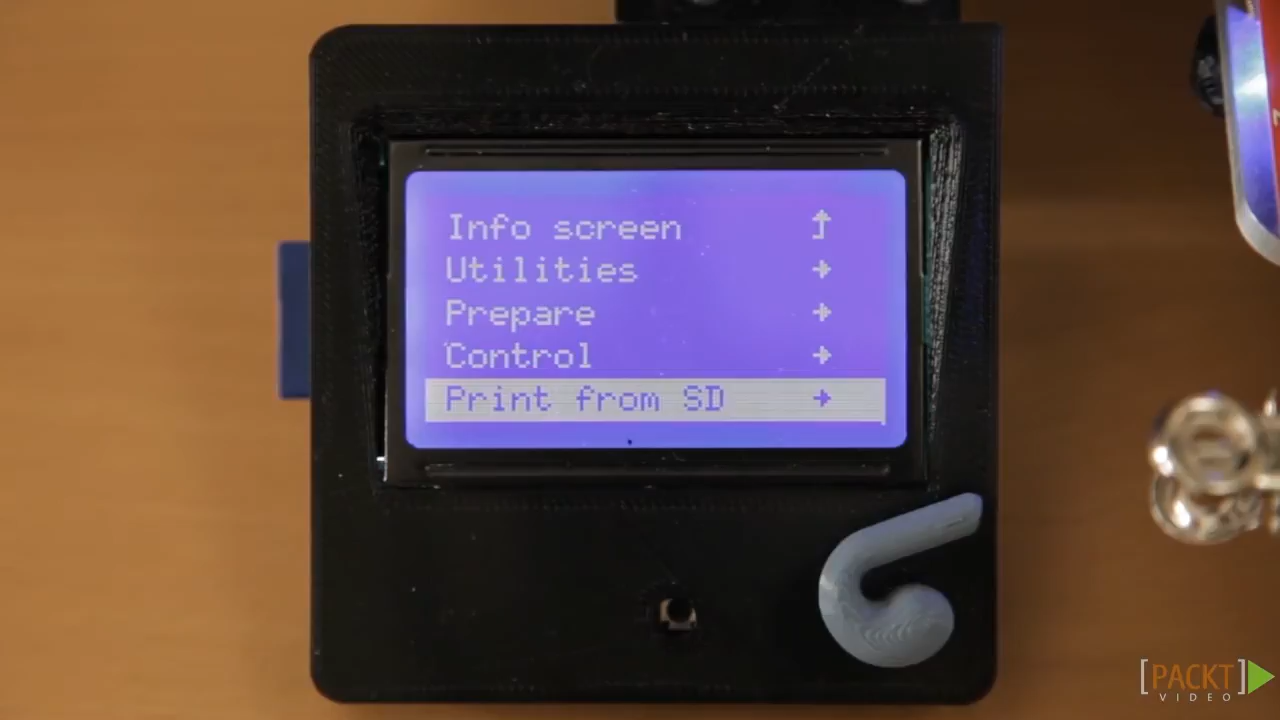 Info screen
Utilities
Prepare
Control
Print from SD
[PACKT]
VIDEO